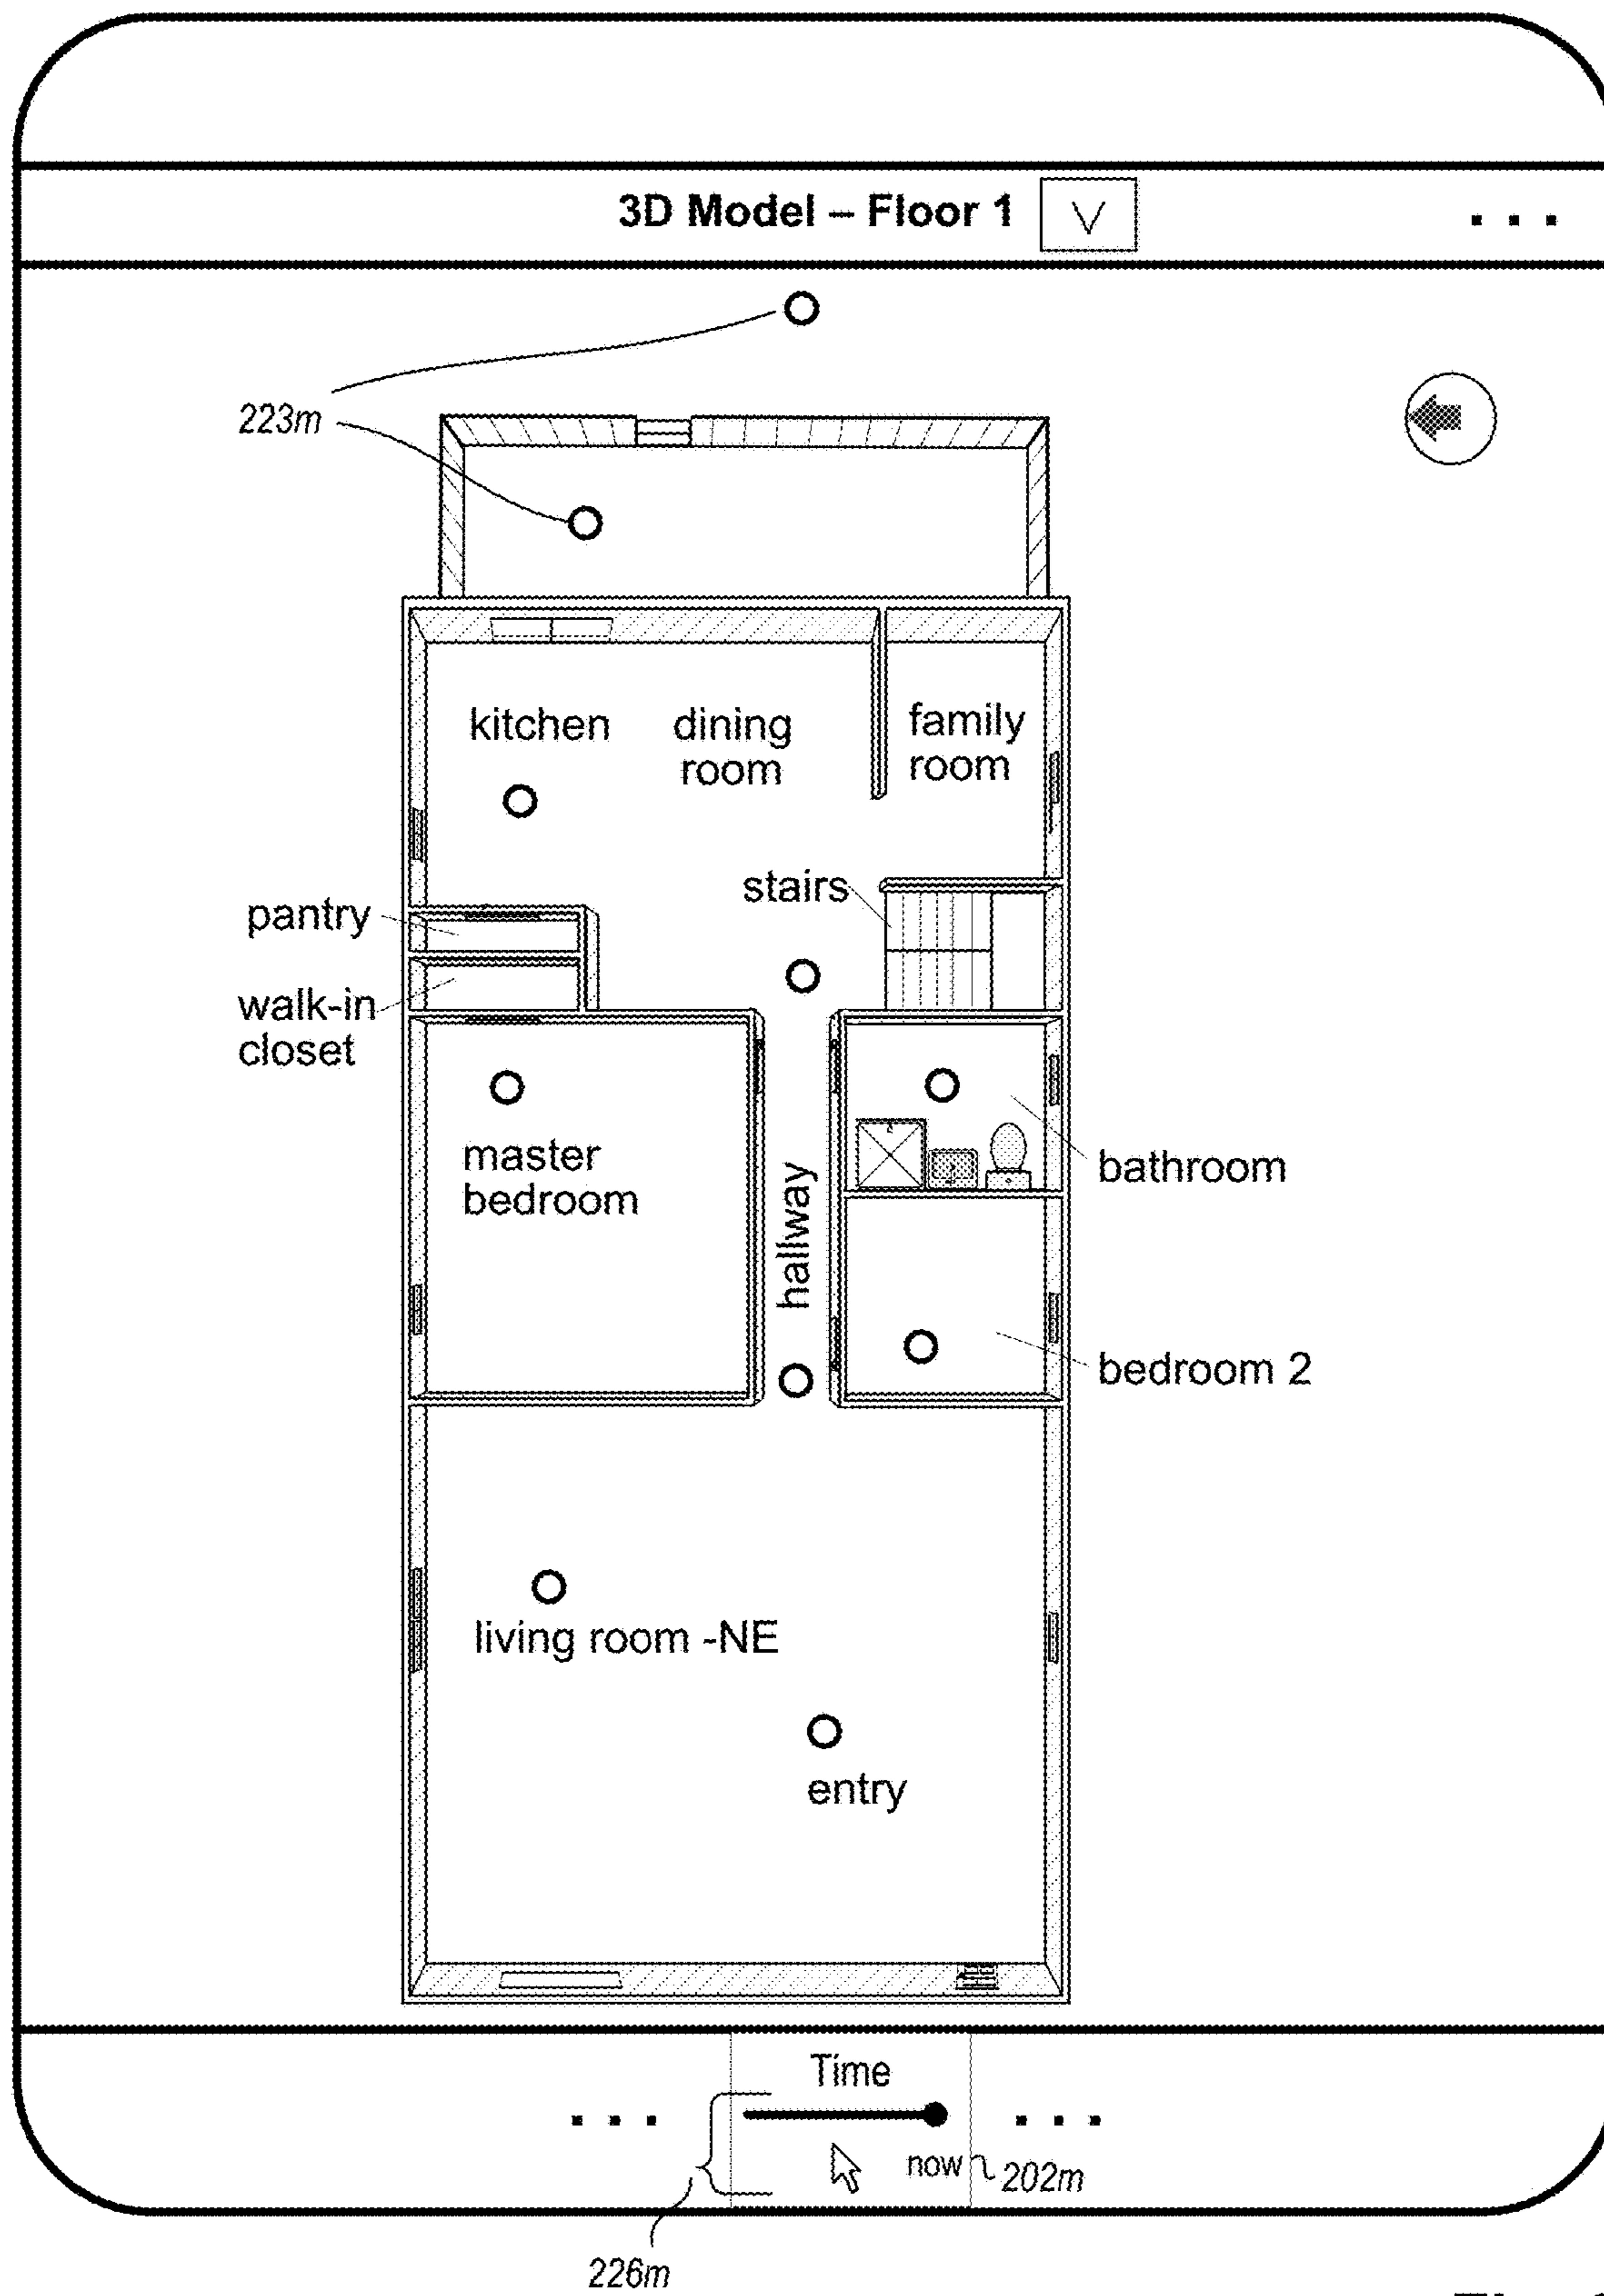 3D Model – Floor 1 V ...
223m
kitchen
dining
room
family
room
stairs
pantry
walk-in
closet
master
bedroom
hallway
bathroom
bedroom 2
living room -NE
entry
Time
... ...
now
202m
226m